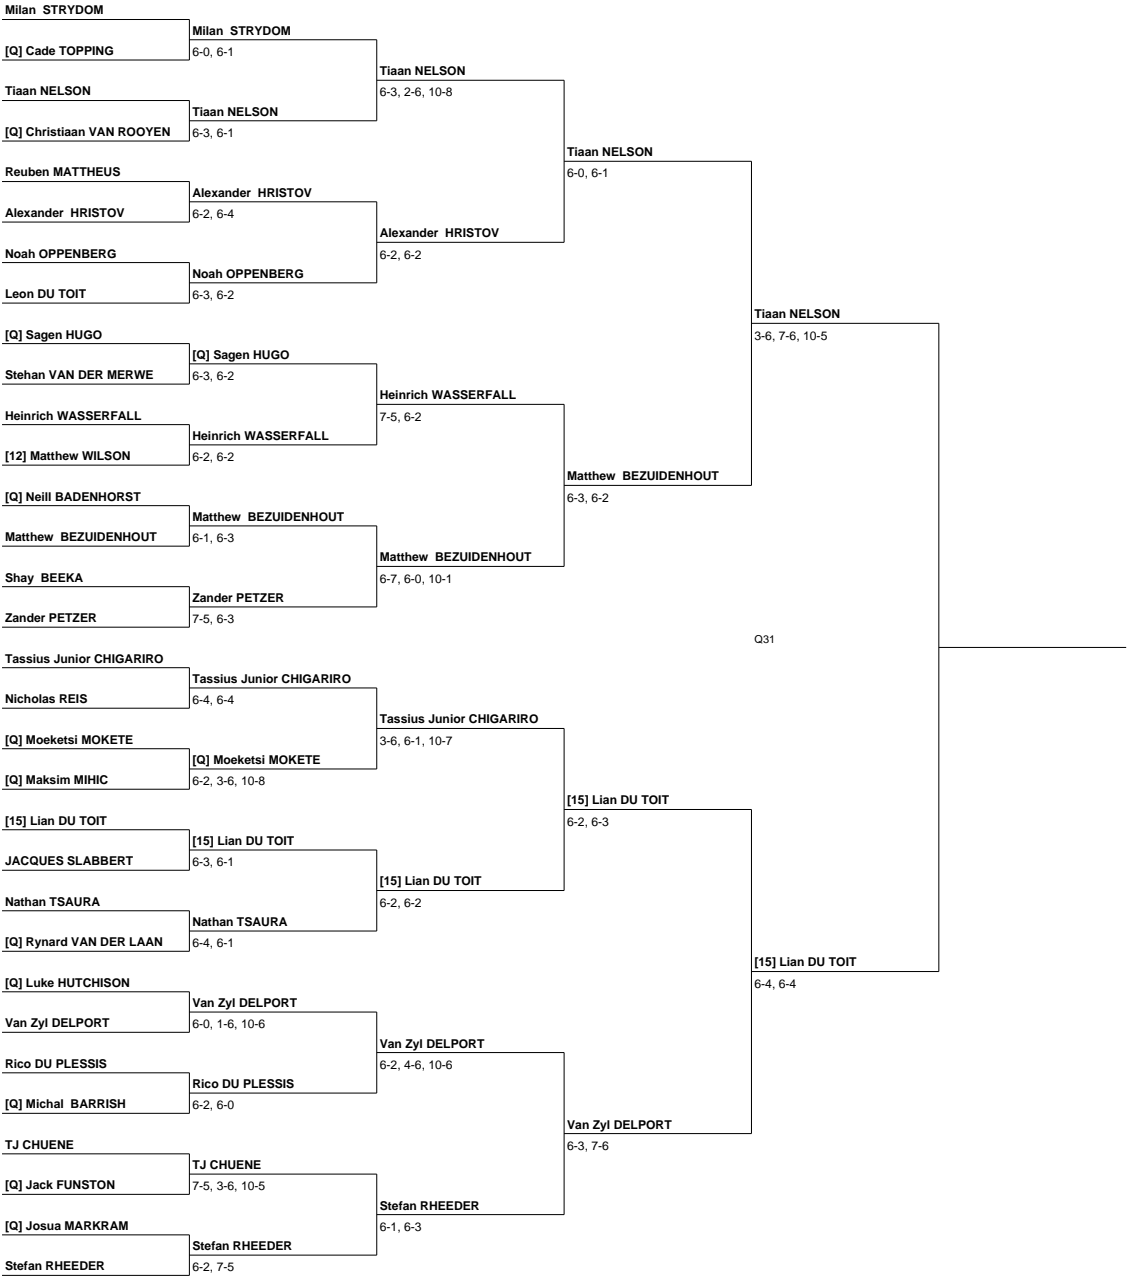 Milan  STRYDOM
[Q] Cade TOPPING
Tiaan NELSON
[Q] Christiaan VAN ROOYEN
Reuben MATTHEUS
Alexander  HRISTOV
Noah OPPENBERG
Leon DU TOIT
[Q] Sagen HUGO
Stehan VAN DER MERWE
Heinrich WASSERFALL
[12] Matthew WILSON
[Q] Neill BADENHORST
Matthew  BEZUIDENHOUT
Shay  BEEKA
Zander PETZER
Tassius Junior CHIGARIRO
Nicholas REIS
[Q] Moeketsi MOKETE
[Q] Maksim MIHIC
[15] Lian DU TOIT
JACQUES SLABBERT
Nathan TSAURA
[Q] Rynard VAN DER LAAN
[Q] Luke HUTCHISON
Van Zyl DELPORT
Rico DU PLESSIS
[Q] Michal  BARRISH
TJ CHUENE
[Q] Jack FUNSTON
[Q] Josua MARKRAM
Stefan RHEEDER
Milan  STRYDOM
6-0, 6-1
Tiaan NELSON
6-3, 6-1
Alexander  HRISTOV
6-2, 6-4
Noah OPPENBERG
6-3, 6-2
[Q] Sagen HUGO
6-3, 6-2
Heinrich WASSERFALL
6-2, 6-2
Matthew  BEZUIDENHOUT
6-1, 6-3
Zander PETZER
7-5, 6-3
Tassius Junior CHIGARIRO
6-4, 6-4
[Q] Moeketsi MOKETE
6-2, 3-6, 10-8
[15] Lian DU TOIT
6-3, 6-1
Nathan TSAURA
6-4, 6-1
Van Zyl DELPORT
6-0, 1-6, 10-6
Rico DU PLESSIS
6-2, 6-0
TJ CHUENE
7-5, 3-6, 10-5
Stefan RHEEDER
6-2, 7-5
Tiaan NELSON
6-3, 2-6, 10-8
Alexander  HRISTOV
6-2, 6-2
Heinrich WASSERFALL
7-5, 6-2
Matthew  BEZUIDENHOUT
6-7, 6-0, 10-1
Tassius Junior CHIGARIRO
3-6, 6-1, 10-7
[15] Lian DU TOIT
6-2, 6-2
Van Zyl DELPORT
6-2, 4-6, 10-6
Stefan RHEEDER
6-1, 6-3
Tiaan NELSON
6-0, 6-1
Matthew  BEZUIDENHOUT
6-3, 6-2
[15] Lian DU TOIT
6-2, 6-3
Van Zyl DELPORT
6-3, 7-6
Tiaan NELSON
3-6, 7-6, 10-5
Q31
[15] Lian DU TOIT
6-4, 6-4